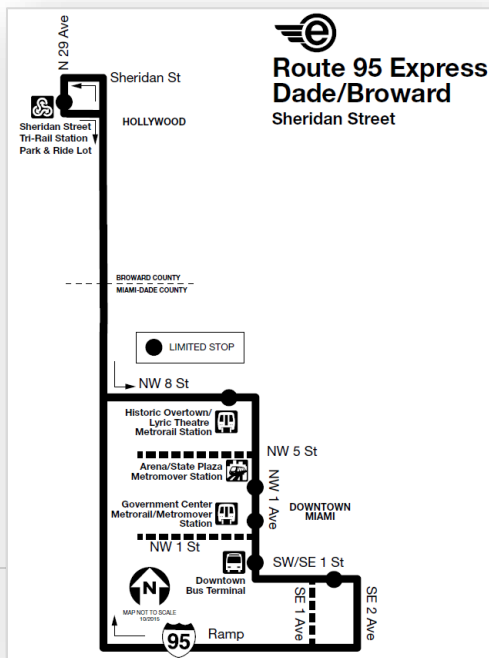 e
Route 95 Express
Dade/Broward
Sheridan Street
N 29 Ave
Sheridan St
HOLLYWOOD
Sheridan Street
Tri-Rail Station
Park & Ride Lot
BROWARD COUNTY
MIAMI-DADE COUNTY
LIMITED STOP
NW 8 St
Historic Overtown/
Lyric Theatre
Metrorail Station
NW 5 St
Arena/State Plaza
Metromover Station
NW 1 Ave
Government Center
Metrorail/Metromover
Station
DOWNTOWN
MIAMI
NW 1 St
SW/SE 1 St
Downtown
Bus Terminal
SE 1 Ave
SE 2 Ave
N
MAP NOT TO SCALE
10/2015
95
Ramp